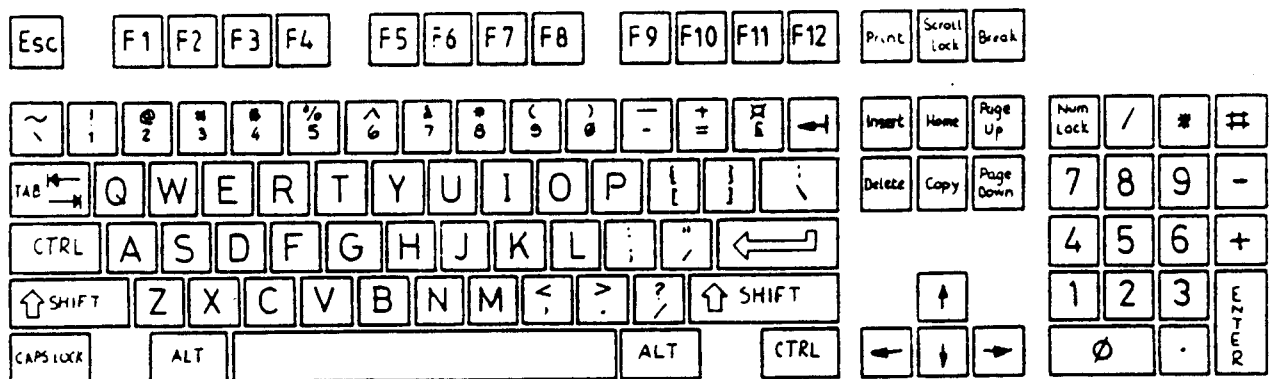 Esc F1 F2 F3 F4 F5 F6 F7 F8 F9 F10 F11 F12 Print Scroll Lock Break
~ ! @ # % ^ & * ( ) — + ¤
\ 1 2 3 4 5 6 7 8 9 0 - = £ Insert Home Page Up Num Lock / * #
TAB Q W E R T Y U I O P { [ } ] \ Delete Copy Page Down 7 8 9 -
CTRL A S D F G H J K L : ; " 4 5 6 +
SHIFT Z X C V B N M < , > . ? / SHIFT 1 2 3 ENTER
CAPS LOCK ALT ALT CTRL 0 .